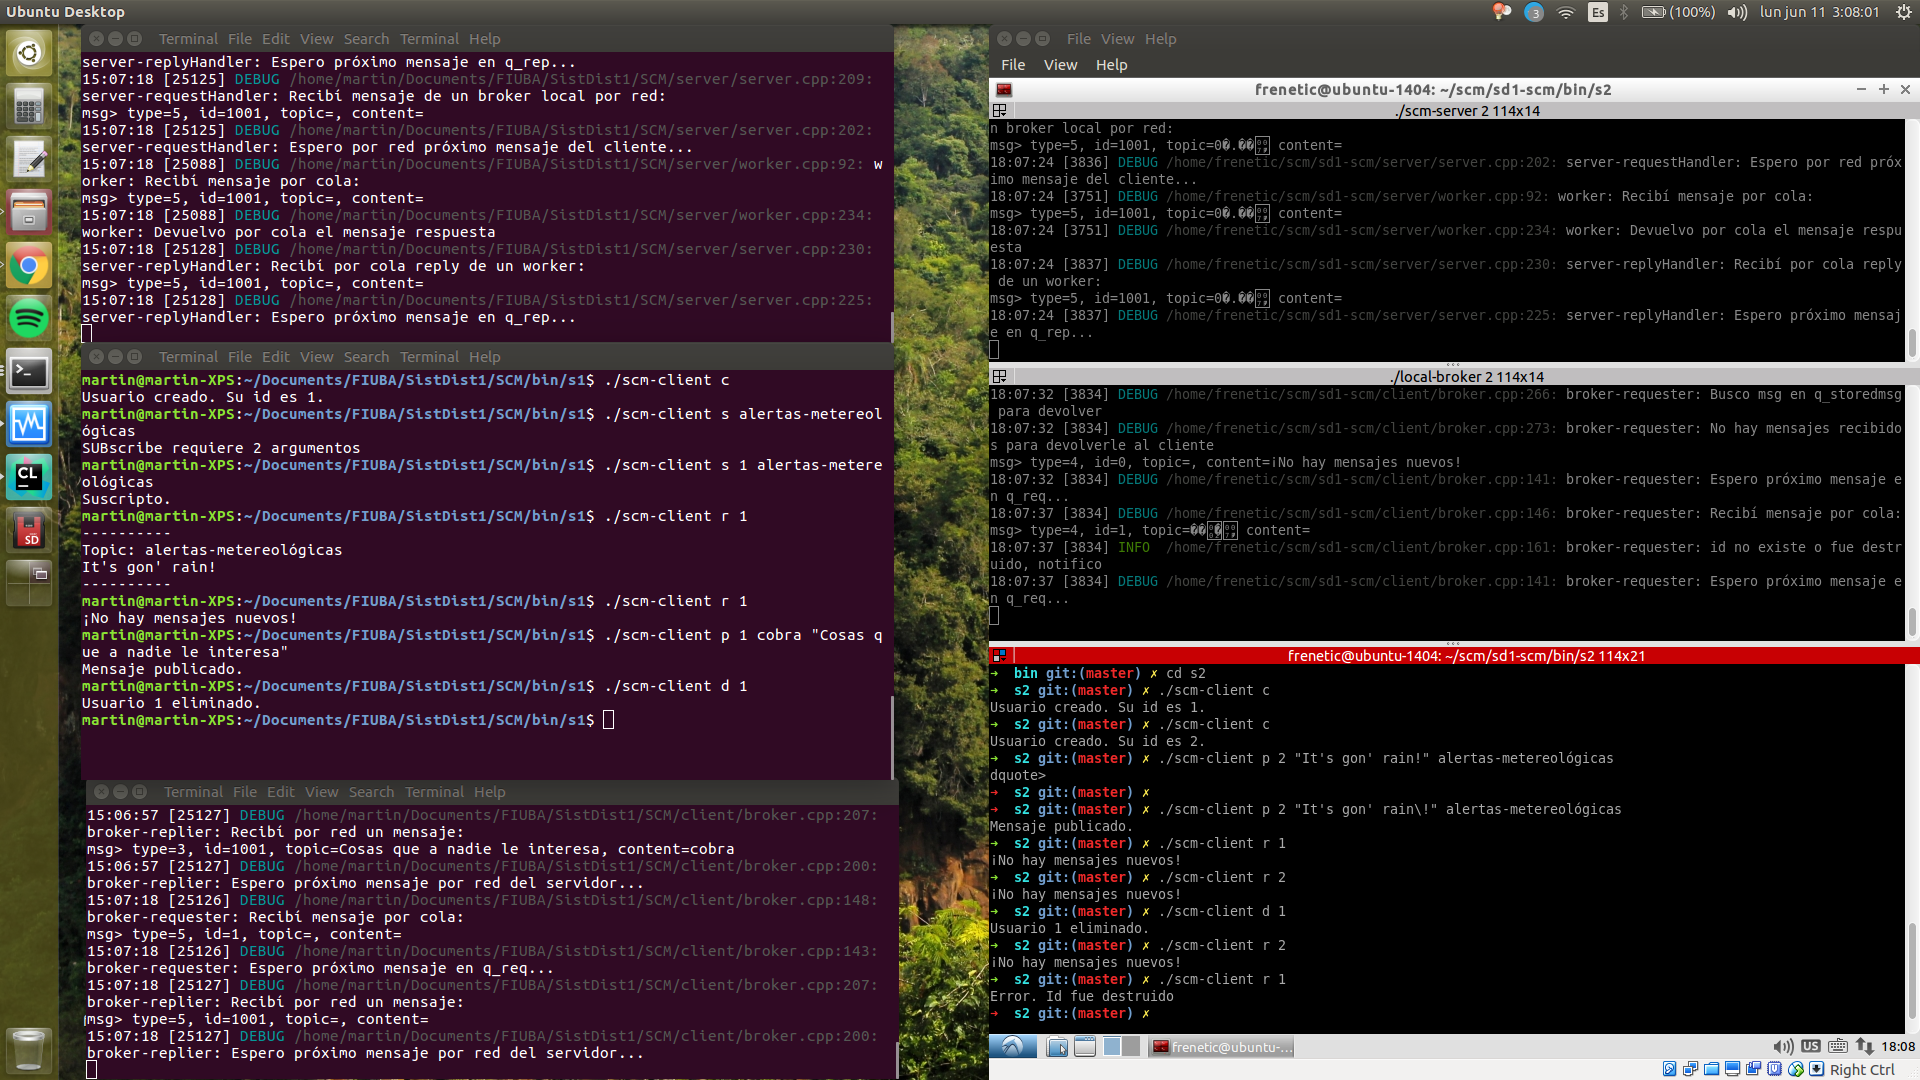 Ubuntu Desktop
3
Es
(100%)
lun jun 11 3:08:01
Terminal File Edit View Search Terminal Help
server-replyHandler: Espero próximo mensaje en q_rep...
15:07:18 [25125] DEBUG /home/martin/Documents/FIUBA/SistDist1/SCM/server/server.cpp:209:
server-requestHandler: Recibí mensaje de un broker local por red:
msg> type=5, id=1001, topic=, content=
15:07:18 [25125] DEBUG /home/martin/Documents/FIUBA/SistDist1/SCM/server/server.cpp:202:
server-requestHandler: Espero por red próximo mensaje del cliente...
15:07:18 [25088] DEBUG /home/martin/Documents/FIUBA/SistDist1/SCM/server/worker.cpp:92: w
orker: Recibí mensaje por cola:
msg> type=5, id=1001, topic=, content=
15:07:18 [25088] DEBUG /home/martin/Documents/FIUBA/SistDist1/SCM/server/worker.cpp:234:
worker: Devuelvo por cola el mensaje respuesta
15:07:18 [25128] DEBUG /home/martin/Documents/FIUBA/SistDist1/SCM/server/server.cpp:230:
server-replyHandler: Recibí por cola reply de un worker:
msg> type=5, id=1001, topic=, content=
15:07:18 [25128] DEBUG /home/martin/Documents/FIUBA/SistDist1/SCM/server/server.cpp:225:
server-replyHandler: Espero próximo mensaje en q_rep...
Terminal File Edit View Search Terminal Help
martin@martin-XPS:~/Documents/FIUBA/SistDist1/SCM/bin/s1$ ./scm-client c
Usuario creado. Su id es 1.
martin@martin-XPS:~/Documents/FIUBA/SistDist1/SCM/bin/s1$ ./scm-client s alertas-metereol
ógicas
SUBscribe requiere 2 argumentos
martin@martin-XPS:~/Documents/FIUBA/SistDist1/SCM/bin/s1$ ./scm-client s 1 alertas-metere
ológicas
Suscripto.
martin@martin-XPS:~/Documents/FIUBA/SistDist1/SCM/bin/s1$ ./scm-client r 1
----------
Topic: alertas-metereológicas
It's gon' rain!
----------
martin@martin-XPS:~/Documents/FIUBA/SistDist1/SCM/bin/s1$ ./scm-client r 1
¡No hay mensajes nuevos!
martin@martin-XPS:~/Documents/FIUBA/SistDist1/SCM/bin/s1$ ./scm-client p 1 cobra "Cosas q
ue a nadie le interesa"
Mensaje publicado.
martin@martin-XPS:~/Documents/FIUBA/SistDist1/SCM/bin/s1$ ./scm-client d 1
Usuario 1 eliminado.
martin@martin-XPS:~/Documents/FIUBA/SistDist1/SCM/bin/s1$
Terminal File Edit View Search Terminal Help
15:06:57 [25127] DEBUG /home/martin/Documents/FIUBA/SistDist1/SCM/client/broker.cpp:207:
broker-replier: Recibí por red un mensaje:
msg> type=3, id=1001, topic=Cosas que a nadie le interesa, content=cobra
15:06:57 [25127] DEBUG /home/martin/Documents/FIUBA/SistDist1/SCM/client/broker.cpp:200:
broker-replier: Espero próximo mensaje por red del servidor...
15:07:18 [25126] DEBUG /home/martin/Documents/FIUBA/SistDist1/SCM/client/broker.cpp:148:
broker-requester: Recibí mensaje por cola:
msg> type=5, id=1, topic=, content=
15:07:18 [25126] DEBUG /home/martin/Documents/FIUBA/SistDist1/SCM/client/broker.cpp:143:
broker-requester: Espero próximo mensaje en q_req...
15:07:18 [25127] DEBUG /home/martin/Documents/FIUBA/SistDist1/SCM/client/broker.cpp:207:
broker-replier: Recibí por red un mensaje:
msg> type=5, id=1001, topic=, content=
15:07:18 [25127] DEBUG /home/martin/Documents/FIUBA/SistDist1/SCM/client/broker.cpp:200:
broker-replier: Espero próximo mensaje por red del servidor...
CL
SD
File View Help
File View Help
frenetic@ubuntu-1404: ~/scm/sd1-scm/bin/s2
./scm-server 2 114x14
n broker local por red:
msg> type=5, id=1001, topic=0�.�� content=
18:07:24 [3836] DEBUG /home/frenetic/scm/sd1-scm/server/server.cpp:202: server-requestHandler: Espero por red próx
imo mensaje del cliente...
18:07:24 [3751] DEBUG /home/frenetic/scm/sd1-scm/server/worker.cpp:92: worker: Recibí mensaje por cola:
msg> type=5, id=1001, topic=0�.�� content=
18:07:24 [3751] DEBUG /home/frenetic/scm/sd1-scm/server/worker.cpp:234: worker: Devuelvo por cola el mensaje respu
esta
18:07:24 [3837] DEBUG /home/frenetic/scm/sd1-scm/server/server.cpp:230: server-replyHandler: Recibí por cola reply
de un worker:
msg> type=5, id=1001, topic=0�.�� content=
18:07:24 [3837] DEBUG /home/frenetic/scm/sd1-scm/server/server.cpp:225: server-replyHandler: Espero próximo mensaj
e en q_rep...
./local-broker 2 114x14
18:07:32 [3834] DEBUG /home/frenetic/scm/sd1-scm/client/broker.cpp:266: broker-requester: Busco msg en q_storedmsg
para devolver
18:07:32 [3834] DEBUG /home/frenetic/scm/sd1-scm/client/broker.cpp:273: broker-requester: No hay mensajes recibido
s para devolverle al cliente
msg> type=4, id=0, topic=, content=¡No hay mensajes nuevos!
18:07:32 [3834] DEBUG /home/frenetic/scm/sd1-scm/client/broker.cpp:141: broker-requester: Espero próximo mensaje e
n q_req...
18:07:37 [3834] DEBUG /home/frenetic/scm/sd1-scm/client/broker.cpp:146: broker-requester: Recibí mensaje por cola:
msg> type=4, id=1, topic=��� content=
18:07:37 [3834] INFO /home/frenetic/scm/sd1-scm/client/broker.cpp:161: broker-requester: id no existe o fue destr
uido, notifico
18:07:37 [3834] DEBUG /home/frenetic/scm/sd1-scm/client/broker.cpp:141: broker-requester: Espero próximo mensaje e
n q_req...
frenetic@ubuntu-1404: ~/scm/sd1-scm/bin/s2 114x21
➜ bin git:(master) ✗ cd s2
➜ s2 git:(master) ✗ ./scm-client c
Usuario creado. Su id es 1.
➜ s2 git:(master) ✗ ./scm-client c
Usuario creado. Su id es 2.
➜ s2 git:(master) ✗ ./scm-client p 2 "It's gon' rain!" alertas-metereológicas
dquote>
➜ s2 git:(master) ✗
➜ s2 git:(master) ✗ ./scm-client p 2 "It's gon' rain\!" alertas-metereológicas
Mensaje publicado.
➜ s2 git:(master) ✗ ./scm-client r 1
¡No hay mensajes nuevos!
➜ s2 git:(master) ✗ ./scm-client r 2
¡No hay mensajes nuevos!
➜ s2 git:(master) ✗ ./scm-client d 1
Usuario 1 eliminado.
➜ s2 git:(master) ✗ ./scm-client r 2
¡No hay mensajes nuevos!
➜ s2 git:(master) ✗ ./scm-client r 1
Error. Id fue destruido
➜ s2 git:(master) ✗
frenetic@ubuntu-...
US
18:08
Right Ctrl